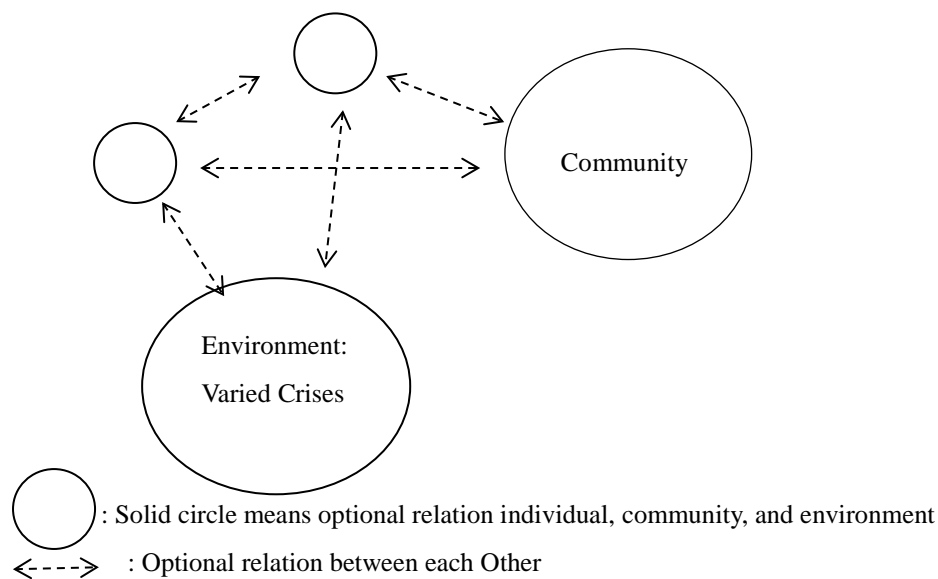 Community
Environment:
Varied Crises
: Solid circle means optional relation individual, community, and environment
: Optional relation between each Other